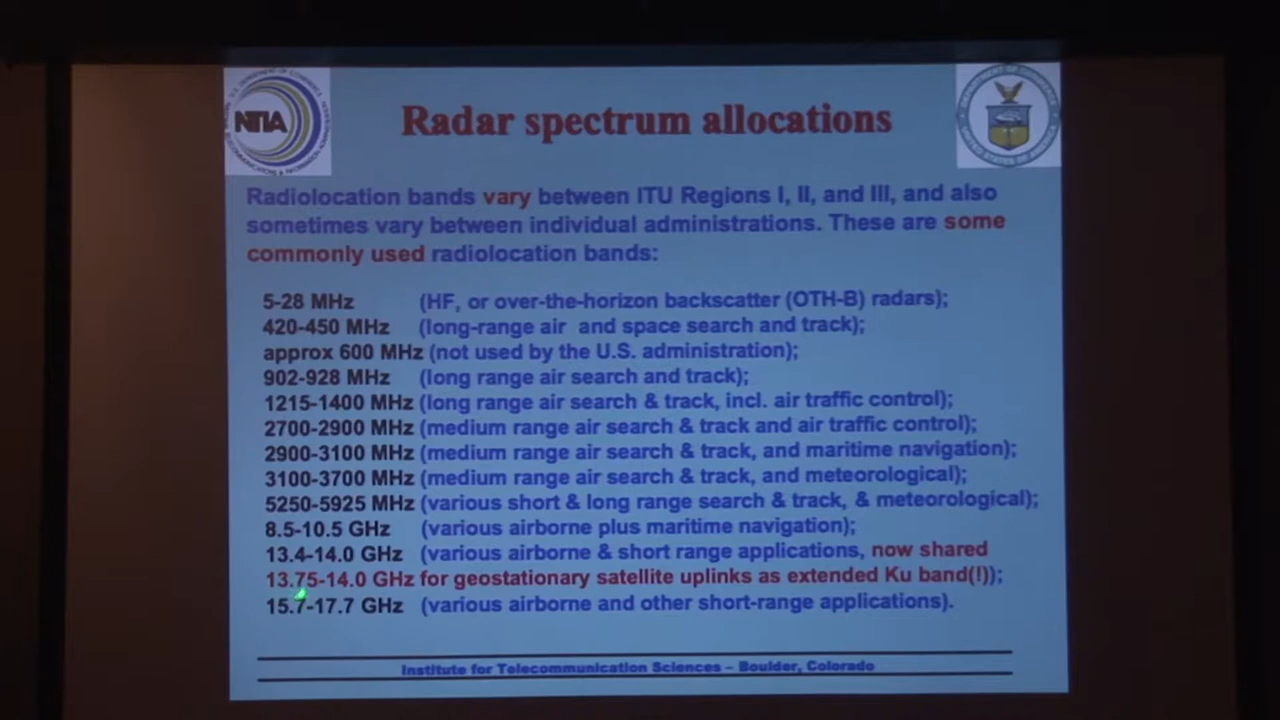 NTIA
Radar spectrum allocations
Radiolocation bands vary between ITU Regions I, II, and III, and also
sometimes vary between individual administrations. These are some
commonly used radiolocation bands:
5-28 MHz (HF, or over-the-horizon backscatter (OTH-B) radars);
420-450 MHz (long-range air and space search and track);
approx 600 MHz (not used by the U.S. administration);
902-928 MHz (long range air search and track);
1215-1400 MHz (long range air search & track, incl. air traffic control);
2700-2900 MHz (medium range air search & track and air traffic control);
2900-3100 MHz (medium range air search & track, and maritime navigation);
3100-3700 MHz (medium range air search & track, and meteorological);
5250-5925 MHz (various short & long range search & track, & meteorological);
8.5-10.5 GHz (various airborne plus maritime navigation);
13.4-14.0 GHz (various airborne & short range applications, now shared
13.75-14.0 GHz for geostationary satellite uplinks as extended Ku band(!));
15.7-17.7 GHz (various airborne and other short-range applications).
Institute for Telecommunication Sciences – Boulder, Colorado